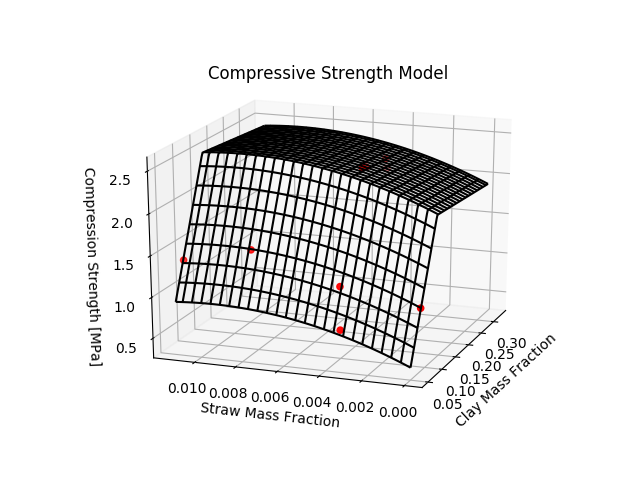 Compressive Strength Model
2.5
2.0
1.5
1.0
0.5
Compression Strength [MPa]
0.010 0.008 0.006 0.004 0.002 0.000
Straw Mass Fraction
0.05 0.10 0.15 0.20 0.25 0.30
Clay Mass Fraction